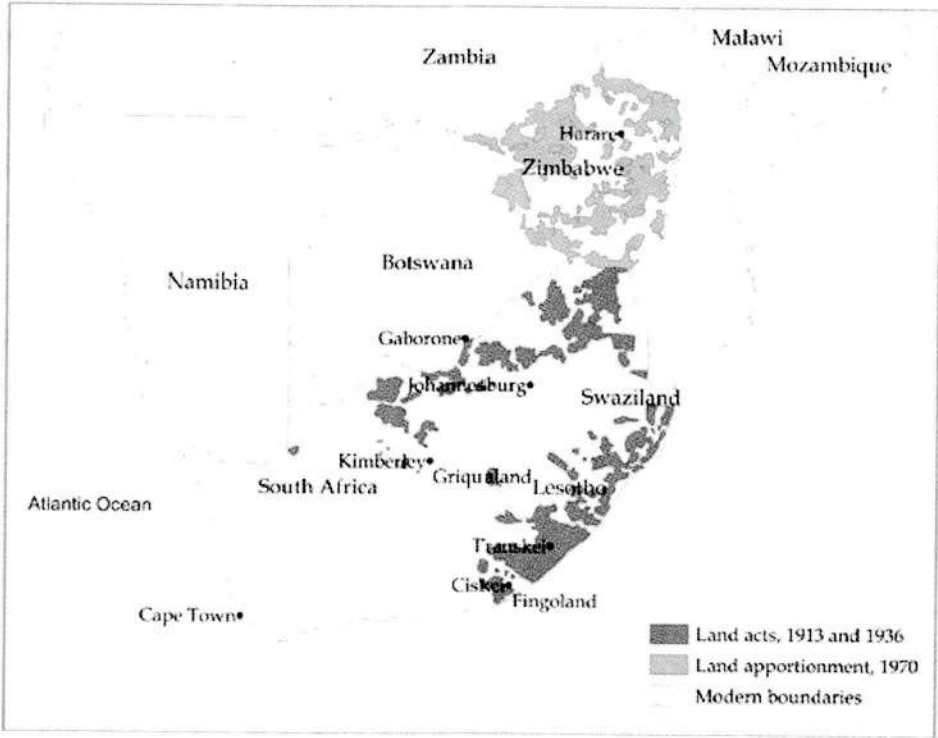 Malawi
Zambia
Mozambique
Harare
Zimbabwe
Botswana
Namibia
Gaborone
Johannesburg
Swaziland
Kimberley
Griqualand
South Africa
Lesotho
Atlantic Ocean
Transkei
Ciskei
Fingoland
Cape Town
Land acts, 1913 and 1936
Land apportionment, 1970
Modern boundaries